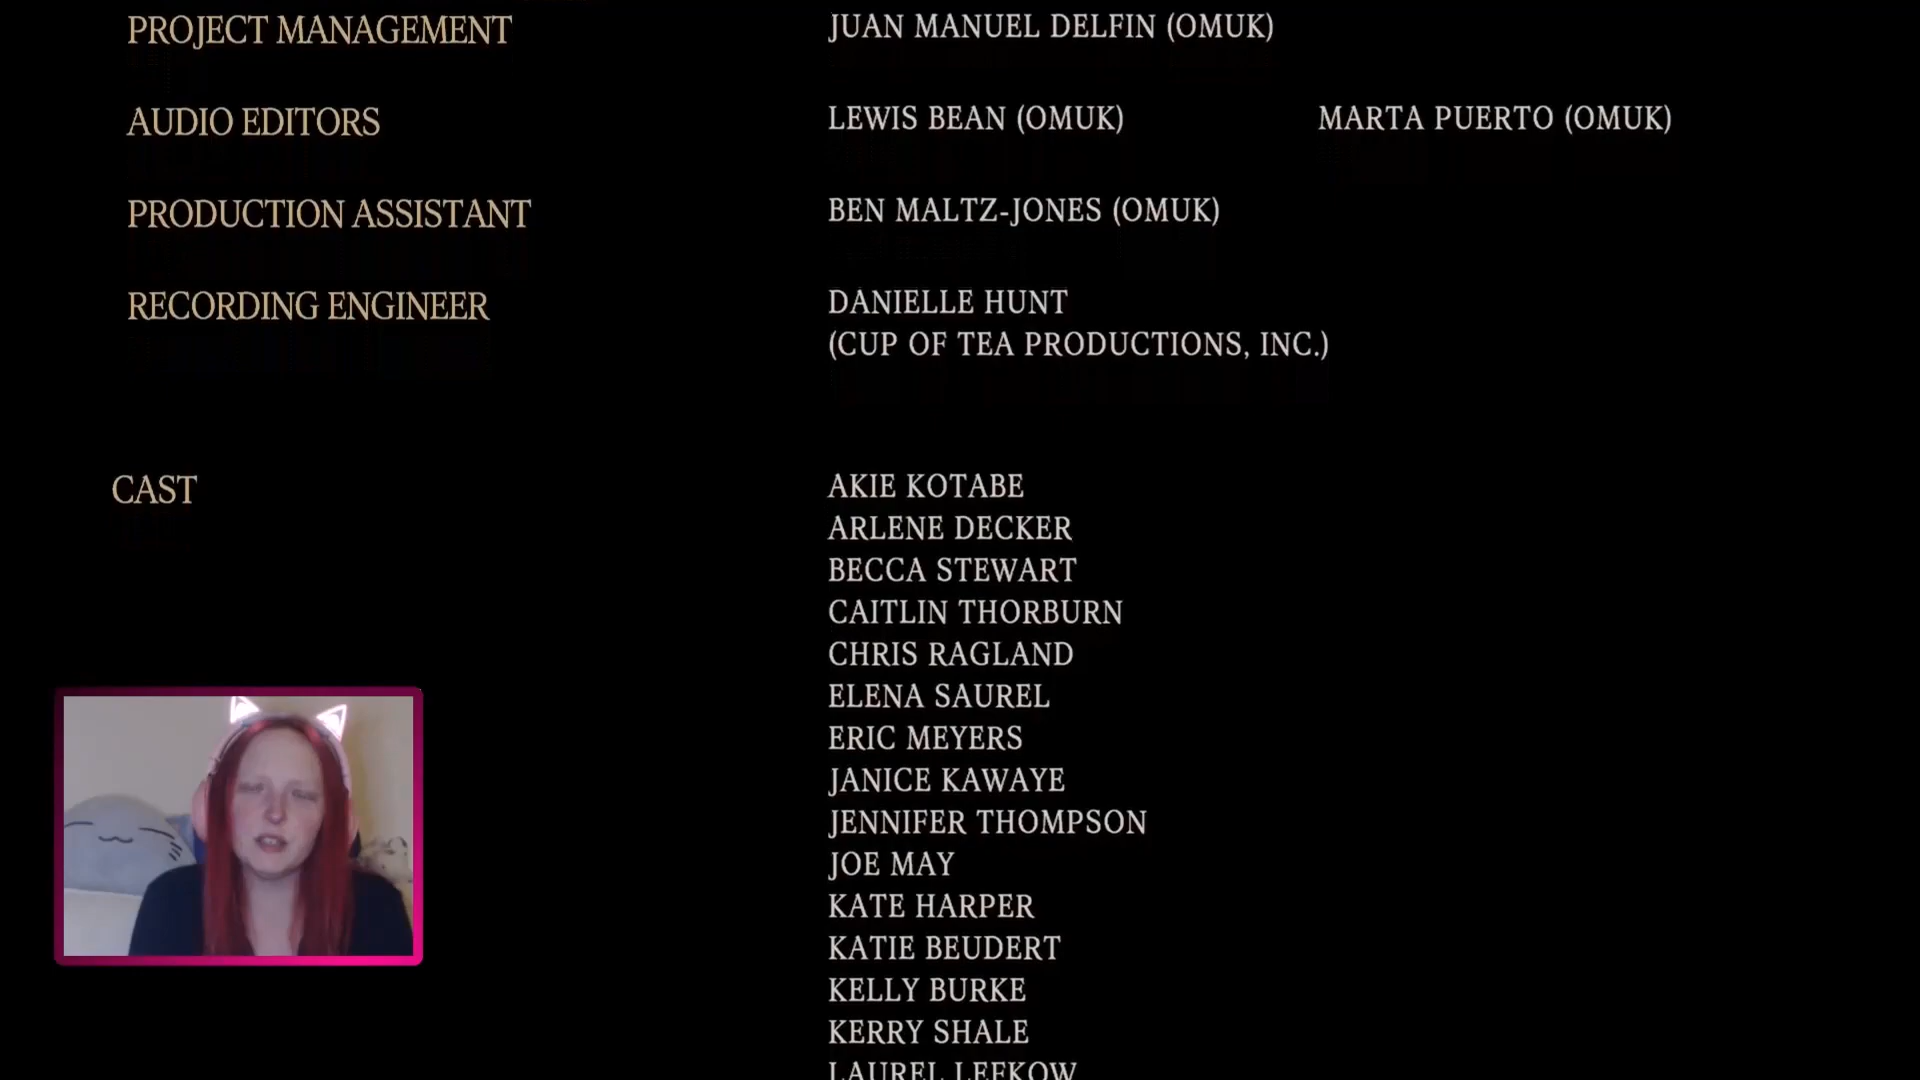 PROJECT MANAGEMENT JUAN MANUEL DELFIN (OMUK)
AUDIO EDITORS LEWIS BEAN (OMUK) MARTA PUERTO (OMUK)
PRODUCTION ASSISTANT BEN MALTZ-JONES (OMUK)
RECORDING ENGINEER DANIELLE HUNT
(CUP OF TEA PRODUCTIONS, INC.)
CAST AKIE KOTABE
ARLENE DECKER
BECCA STEWART
CAITLIN THORBURN
CHRIS RAGLAND
ELENA SAUREL
ERIC MEYERS
JANICE KAWAYE
JENNIFER THOMPSON
JOE MAY
KATE HARPER
KATIE BEUDERT
KELLY BURKE
KERRY SHALE
LAUREL LEFKOW